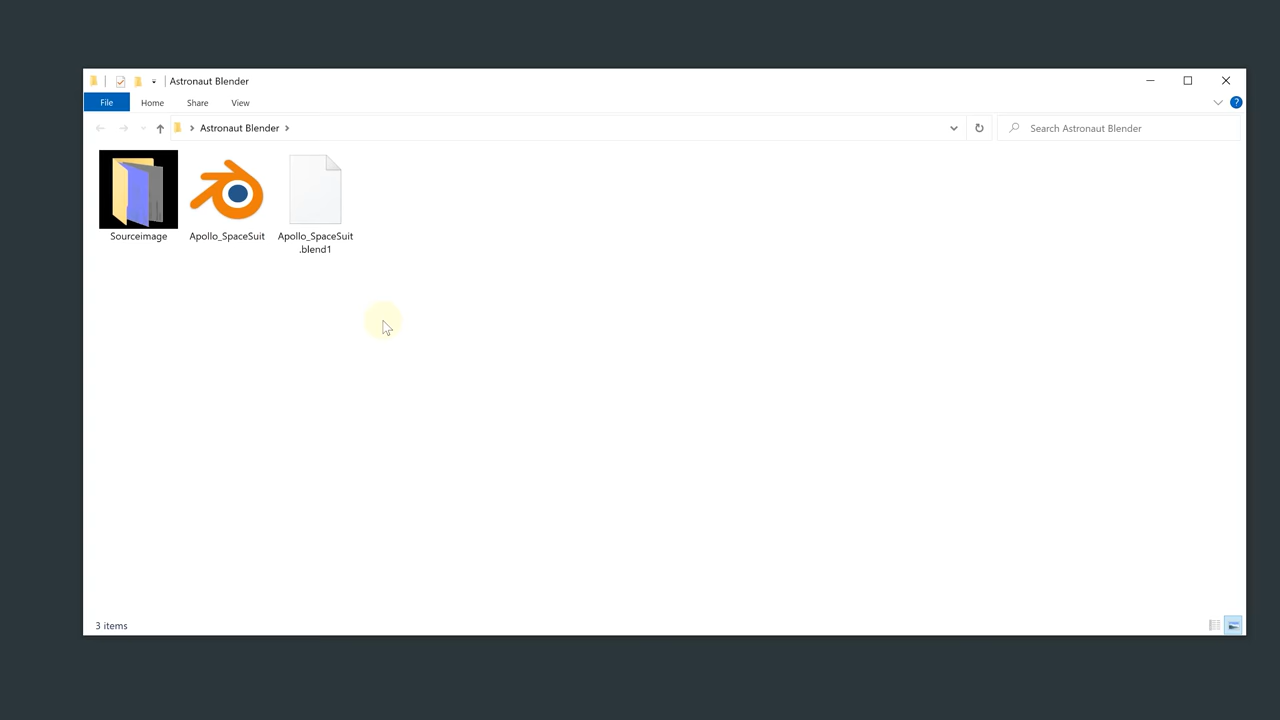 Astronaut Blender
File Home Share View
?
Astronaut Blender
Search Astronaut Blender
Sourceimage
Apollo_SpaceSuit
Apollo_SpaceSuit
.blend1
3 items